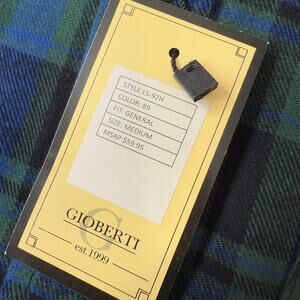 STYLE:LS-92H
COLOR: 89
FIT: GENERAL
SIZE: MEDIUM
MSRP:$59.95
G
GIOBERTI
est.1999